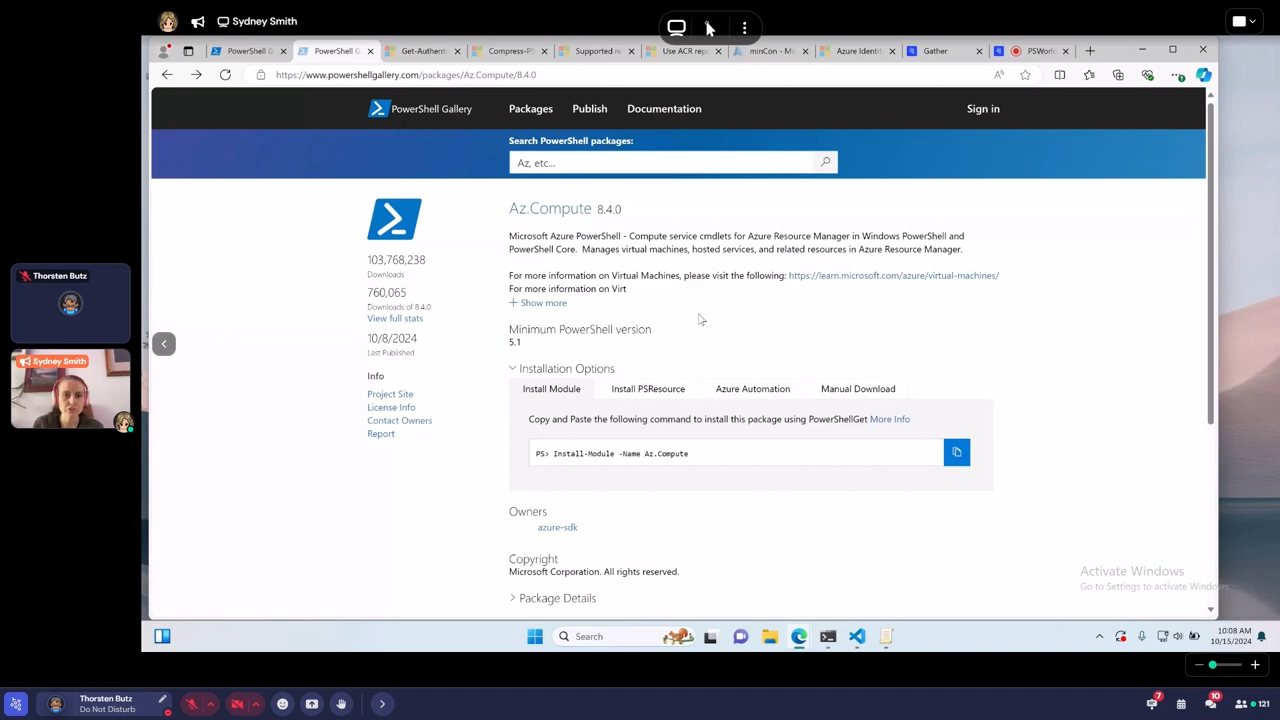 Sydney Smith
PowerShell G
PowerShell G
Get-Authenti
Compress-PS
Supported re
Use ACR repo
minCon - Mi
Azure Identi
Gather
PSWorl
https://www.powershellgallery.com/packages/Az.Compute/8.4.0
PowerShell Gallery
Packages
Publish
Documentation
Sign in
Search PowerShell packages:
Az, etc...
Az.Compute 8.4.0
Microsoft Azure PowerShell - Compute service cmdlets for Azure Resource Manager in Windows PowerShell and
PowerShell Core. Manages virtual machines, hosted services, and related resources in Azure Resource Manager.
For more information on Virtual Machines, please visit the following: https://learn.microsoft.com/azure/virtual-machines/
For more information on Virt
Show more
103,768,238
Downloads
760,065
Downloads of 8.4.0
View full stats
10/8/2024
Last Published
Info
Project Site
License Info
Contact Owners
Report
Minimum PowerShell version
5.1
Installation Options
Install Module
Install PSResource
Azure Automation
Manual Download
Copy and Paste the following command to install this package using PowerShellGet More Info
PS> Install-Module -Name Az.Compute
Owners
azure-sdk
Copyright
Microsoft Corporation. All rights reserved.
Package Details
Activate Windows
Go to Settings to activate Windows
Thorsten Butz
Sydney Smith
Search
10:08 AM
10/15/2024
Thorsten Butz
Do Not Disturb
7
10
121